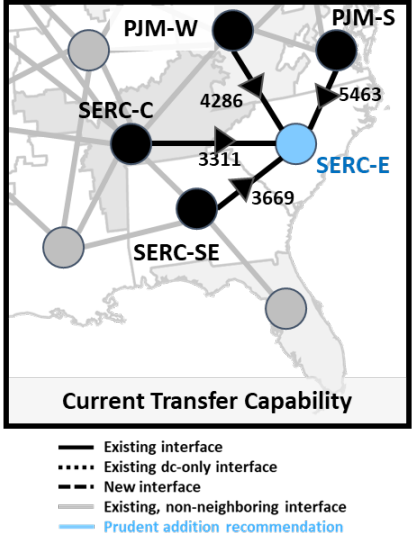 PJM-W
PJM-S
4286
5463
SERC-C
3311
SERC-E
3669
SERC-SE
Current Transfer Capability
Existing interface
Existing dc-only interface
New interface
Existing, non-neighboring interface
Prudent addition recommendation